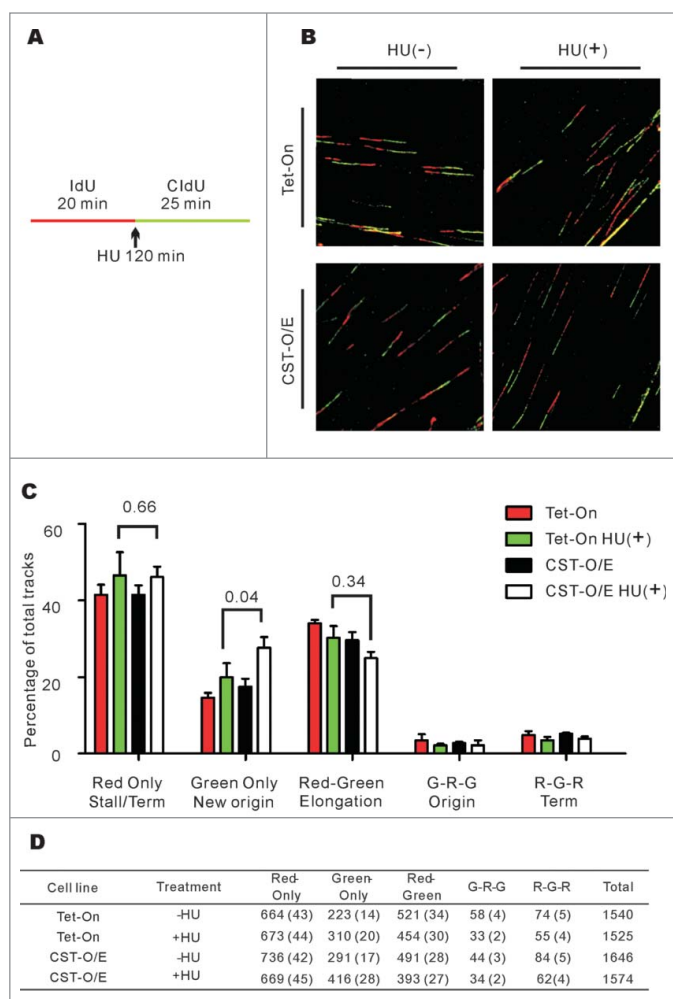 A
IdU CIdU
20 min 25 min
HU 120 min
B
HU(-) HU(+)
Tet-On
CST-O/E
C
0.66
0.04
0.34
Tet-On
Tet-On HU(+)
CST-O/E
CST-O/E HU(+)
Percentage of total tracks
60
40
20
0
Red Only Green Only Red-Green G-R-G R-G-R
Stall/Term New origin Elongation Origin Term
D
Cell line Treatment Red-Only Green-Only Red-Green G-R-G R-G-R Total
Tet-On -HU 664 (43) 223 (14) 521 (34) 58 (4) 74 (5) 1540
Tet-On +HU 673 (44) 310 (20) 454 (30) 33 (2) 55 (4) 1525
CST-O/E -HU 736 (42) 291 (17) 491 (28) 44 (3) 84 (5) 1646
CST-O/E +HU 669 (45) 416 (28) 393 (27) 34 (2) 62(4) 1574